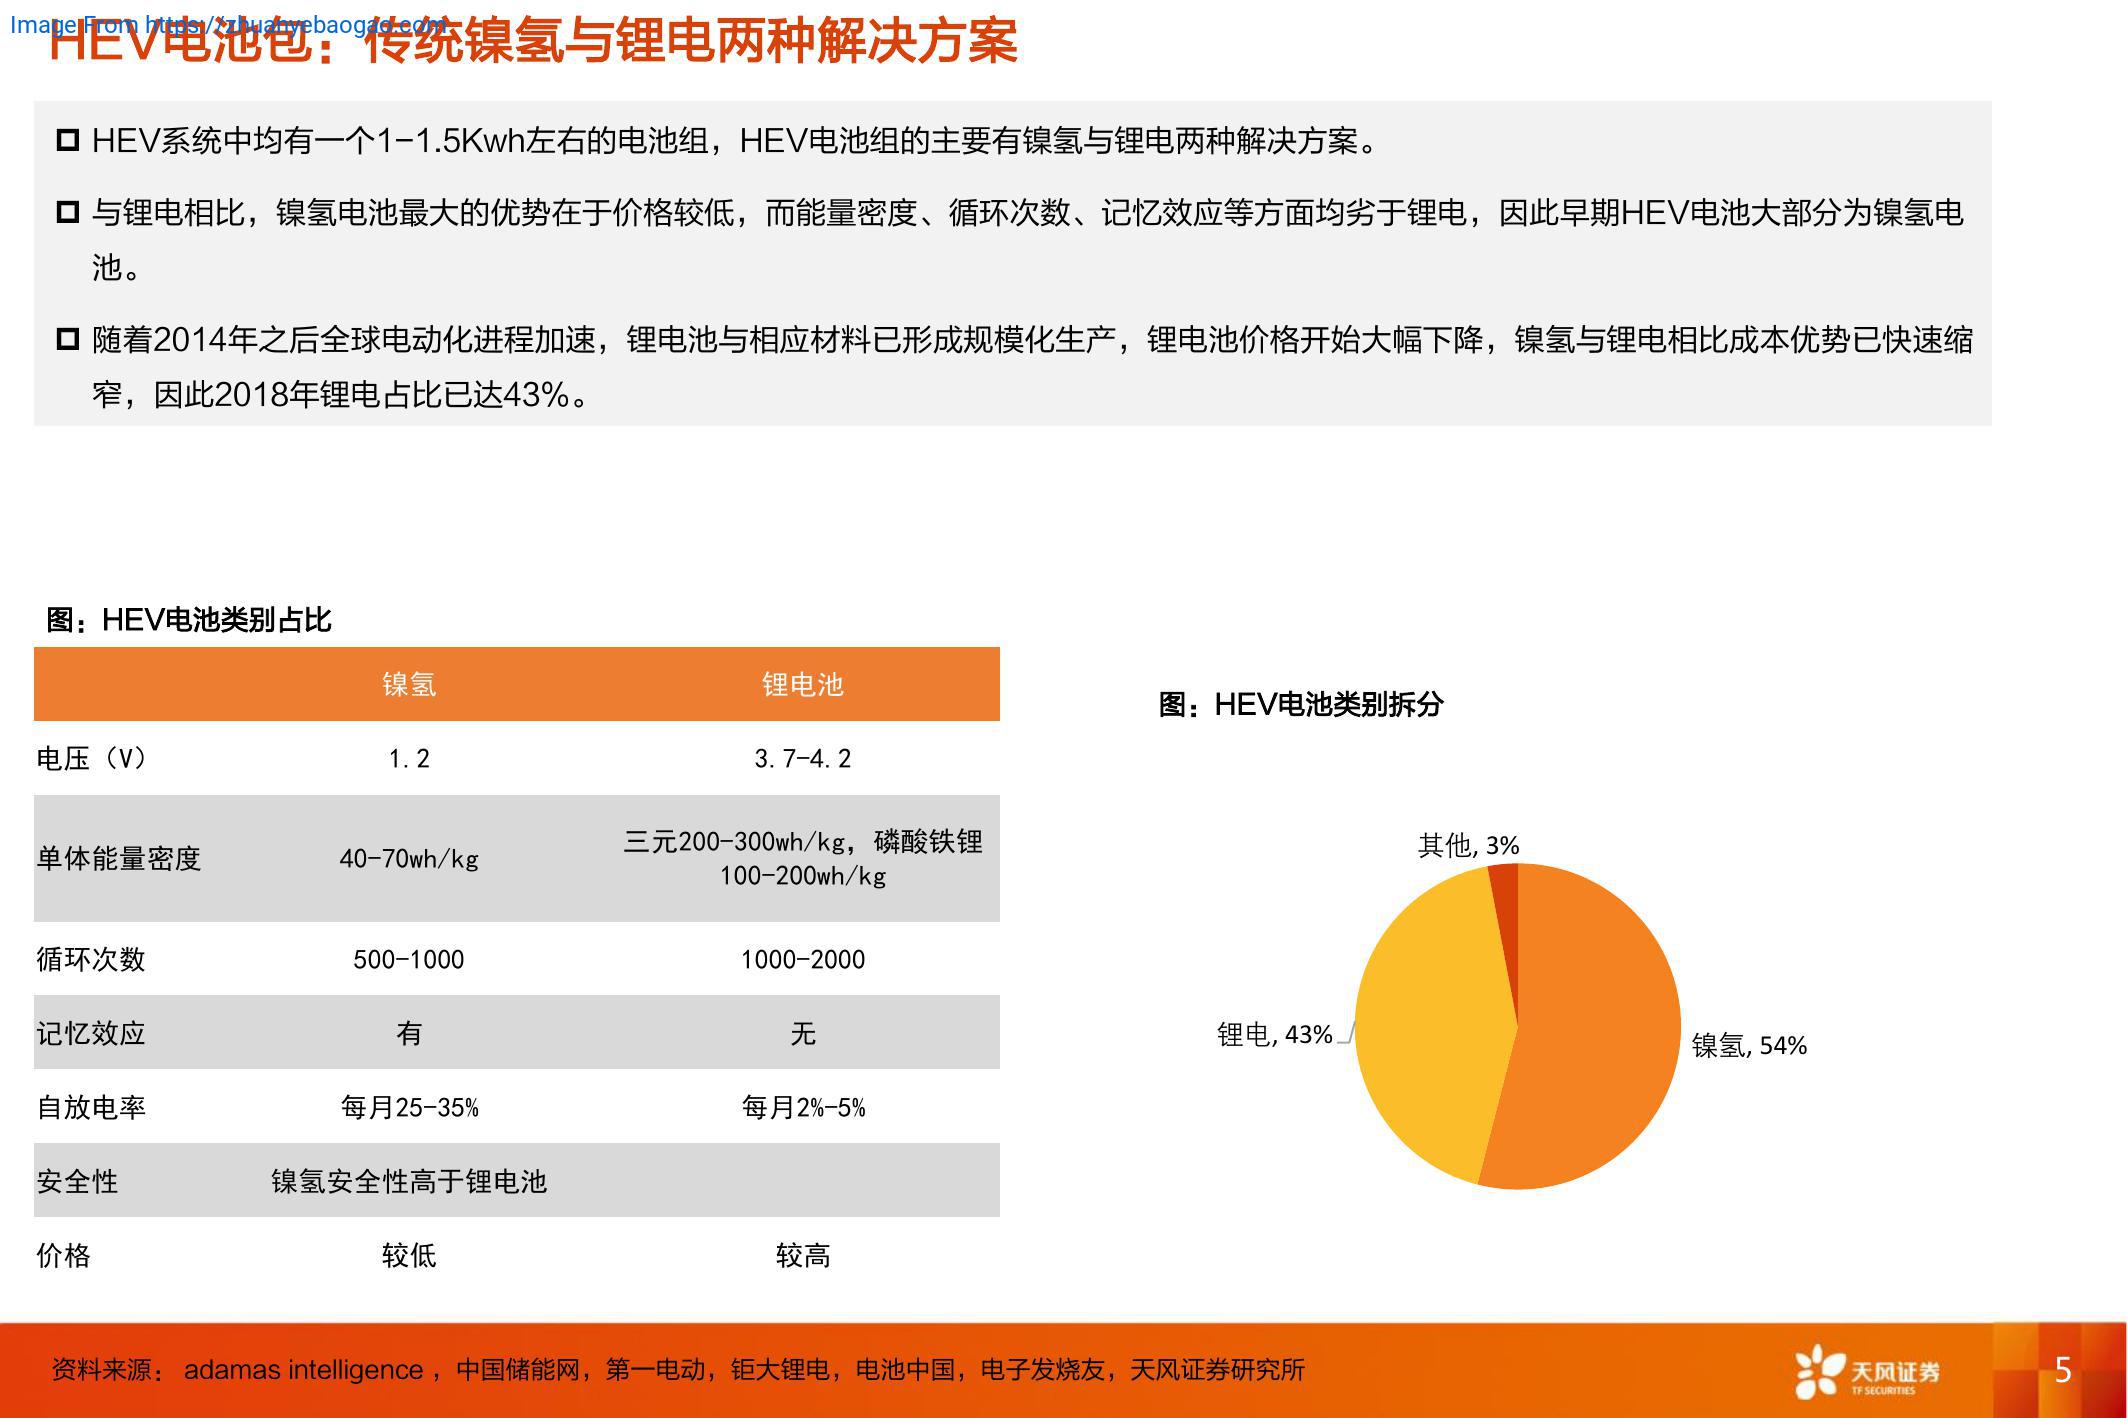 Image From https://zhuanyebaogao.com
HEV电池包：传统镍氢与锂电两种解决方案
HEV系统中均有一个1-1.5Kwh左右的电池组，HEV电池组的主要有镍氢与锂电两种解决方案。
与锂电相比，镍氢电池最大的优势在于价格较低，而能量密度、循环次数、记忆效应等方面均劣于锂电，因此早期HEV电池大部分为镍氢电
池。
随着2014年之后全球电动化进程加速，锂电池与相应材料已形成规模化生产，锂电池价格开始大幅下降，镍氢与锂电相比成本优势已快速缩
窄，因此2018年锂电占比已达43%。
图：HEV电池类别占比
镍氢 锂电池
电压（V） 1.2 3.7-4.2
单体能量密度 40-70wh/kg 三元200-300wh/kg，磷酸铁锂
100-200wh/kg
循环次数 500-1000 1000-2000
记忆效应 有 无
自放电率 每月25-35% 每月2%-5%
安全性 镍氢安全性高于锂电池
价格 较低 较高
图：HEV电池类别拆分
其他, 3%
锂电, 43%
镍氢, 54%
资料来源： adamas intelligence ，中国储能网，第一电动，钜大锂电，电池中国，电子发烧友，天风证券研究所
天风证券
TF SECURITIES
5